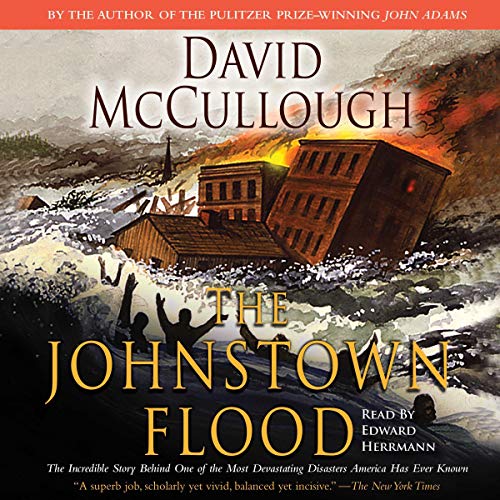 BY THE AUTHOR OF THE PULITZER PRIZE–WINNING JOHN ADAMS
DAVID
MCCULLOUGH
THE
JOHNSTOWN
FLOOD
READ BY
EDWARD
HERRMANN
The Incredible Story Behind One of the Most Devastating Disasters America Has Ever Known
"A superb job, scholarly yet vivid, balanced yet incisive."—The New York Times